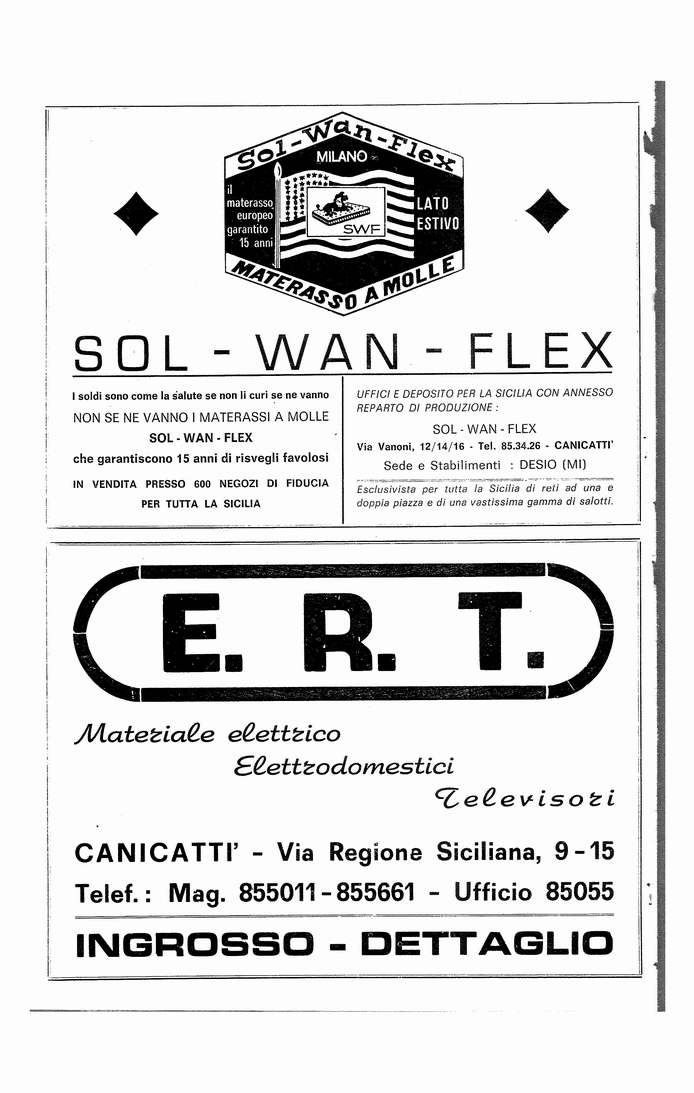 Sol-Wan-Flex
MILANO
il
materasso
europeo
garantito
15 anni
LATO
ESTIVO
SWF
MATERASSO A MOLLE
SOL - WAN - FLEX
I soldi sono come la salute se non li curi se ne vanno
NON SE NE VANNO I MATERASSI A MOLLE
SOL - WAN - FLEX
che garantiscono 15 anni di risvegli favolosi
IN VENDITA PRESSO 600 NEGOZI DI FIDUCIA
PER TUTTA LA SICILIA
UFFICI E DEPOSITO PER LA SICILIA CON ANNESSO
REPARTO DI PRODUZIONE :
SOL - WAN - FLEX
Via Vanoni, 12/14/16 - Tel. 85.34.26 - CANICATTI'
Sede e Stabilimenti : DESIO (MI)
Esclusivista per tutta la Sicilia di reti ad una e
doppia piazza e di una vastissima gamma di salotti.
E. R. T.
Materiale elettrico
Elettrodomestici
Televisori
CANICATTI' - Via Regione Siciliana, 9-15
Telef. : Mag. 855011-855661 - Ufficio 85055
INGROSSO - DETTAGLIO